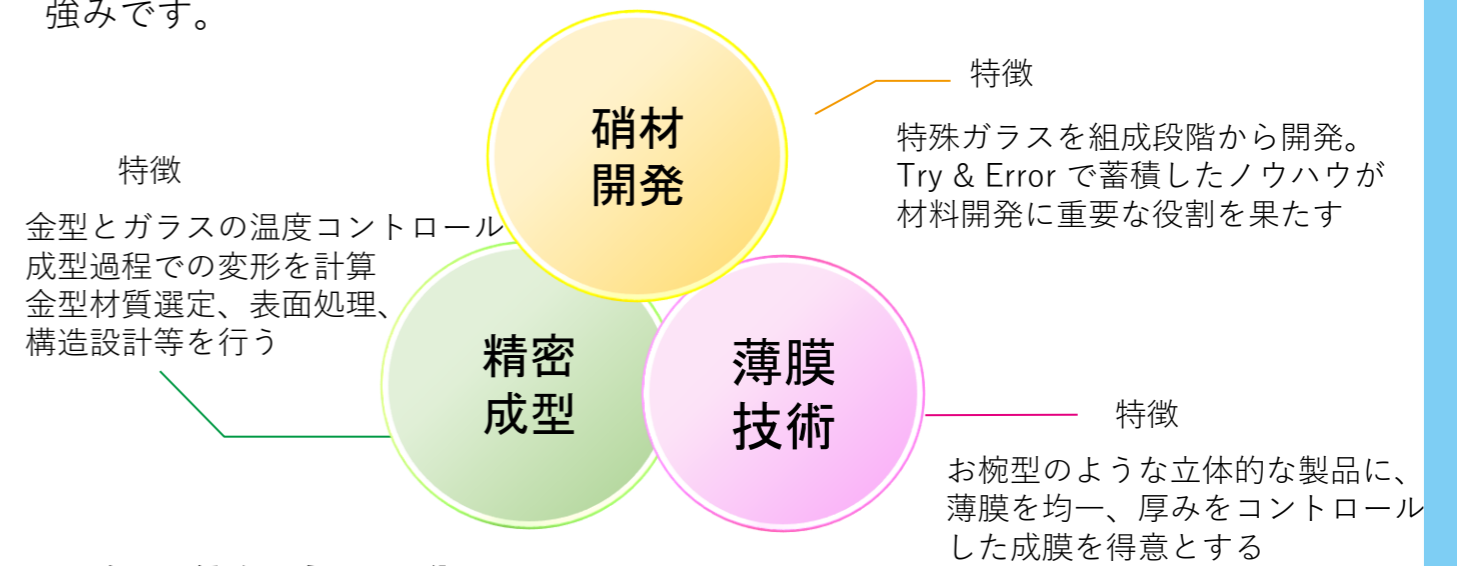 強みです。
硝材
開発
特徴
特殊ガラスを組成段階から開発。
Try & Error で蓄積したノウハウが
材料開発に重要な役割を果たす
特徴
金型とガラスの温度コントロール
成型過程での変形を計算
金型材質選定、表面処理、
構造設計等を行う
精密
成型
薄膜
技術
特徴
お椀型のような立体的な製品に、
薄膜を均一、厚みをコントロール
した成膜を得意とする